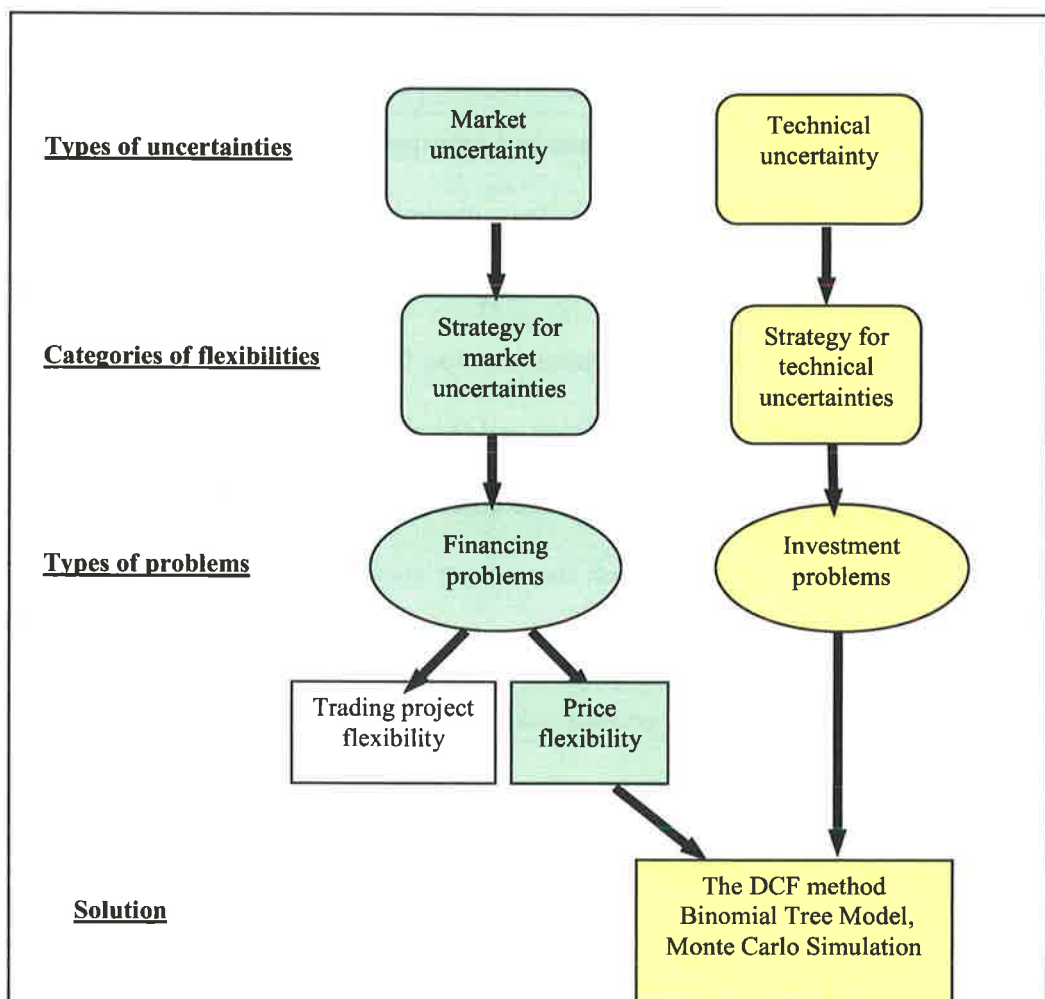 Types of uncertainties
Market
uncertainty
Technical
uncertainty
Categories of flexibilities
Strategy for
market
uncertainties
Strategy for
technical
uncertainties
Types of problems
Financing
problems
Investment
problems
Trading project
flexibility
Price
flexibility
Solution
The DCF method
Binomial Tree Model,
Monte Carlo Simulation